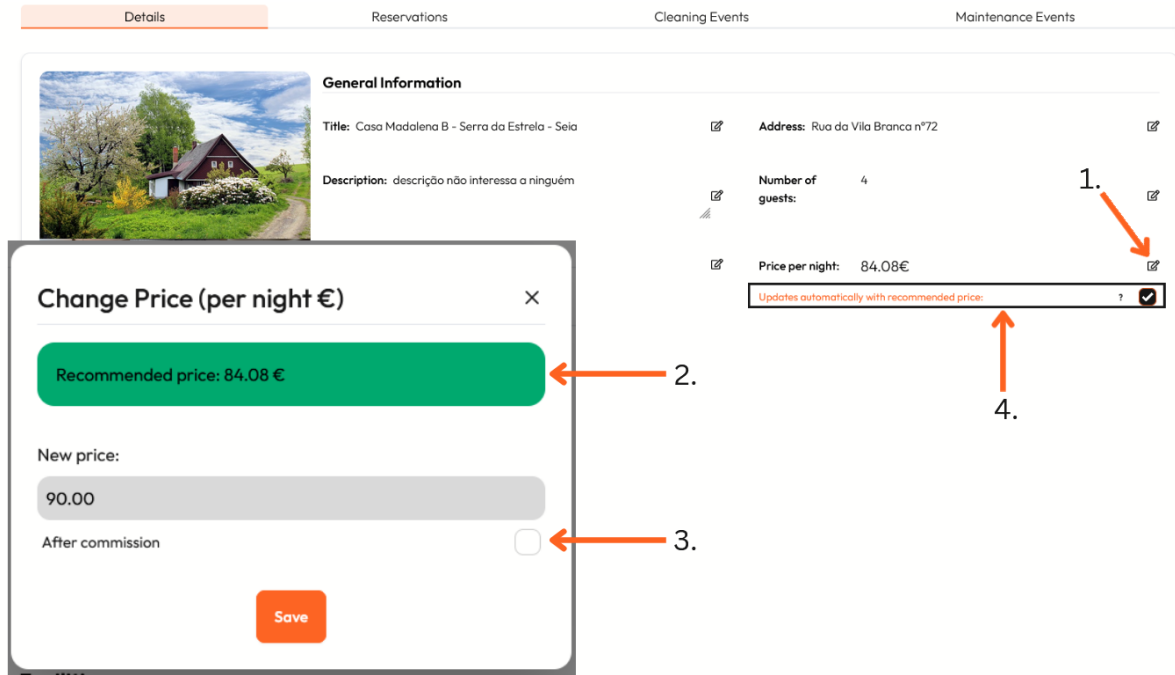 Details Reservations Cleaning Events Maintenance Events
General Information
Title: Casa Madalena B - Serra da Estrela - Seia
Address: Rua da Vila Branca nº72
Description: descrição não interessa a ninguém
Number of
guests: 4
1.
Price per night: 84.08€
Updates automatically with recommended price: ?
4.
Change Price (per night €) ×
Recommended price: 84.08 €
2.
New price:
90.00
After commission
3.
Save